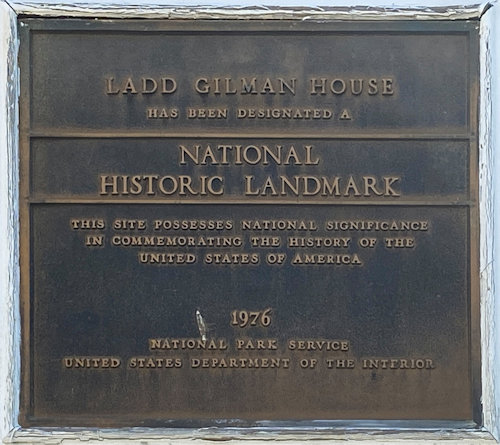 LADD GILMAN HOUSE
HAS BEEN DESIGNATED A
NATIONAL
HISTORIC LANDMARK
THIS SITE POSSESSES NATIONAL SIGNIFICANCE
IN COMMEMORATING THE HISTORY OF THE
UNITED STATES OF AMERICA
1976
NATIONAL PARK SERVICE
UNITED STATES DEPARTMENT OF THE INTERIOR